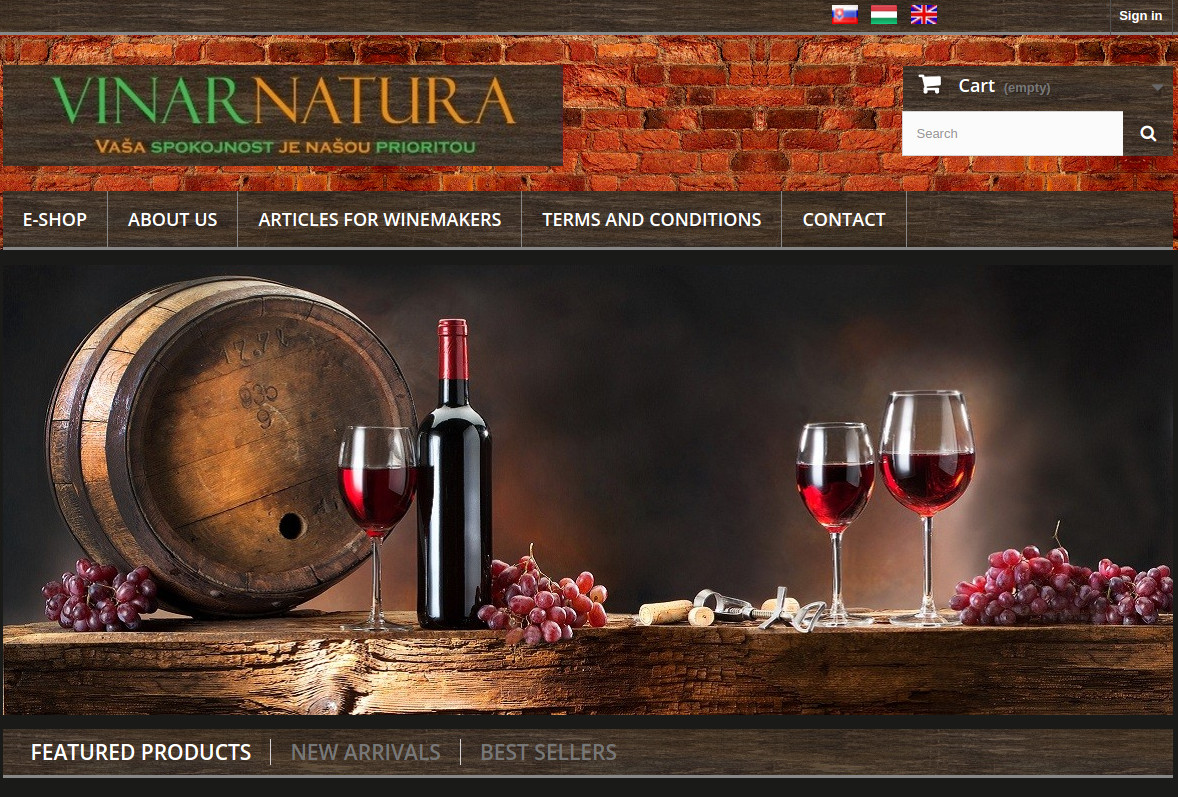 Sign in
VINARNATURA
VAŠA SPOKOJNOST JE NAŠOU PRIORITOU
Cart (empty)
Search
E-SHOP
ABOUT US
ARTICLES FOR WINEMAKERS
TERMS AND CONDITIONS
CONTACT
FEATURED PRODUCTS
NEW ARRIVALS
BEST SELLERS